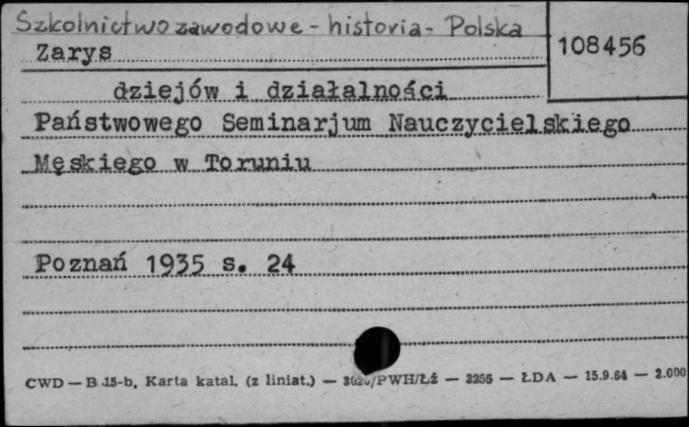 Szkolnictwo zawodowe - historia - Polska
Zarys
108456
dziejów i działalności
Państwowego Seminarjum Nauczycielskiego
Męskiego w Toruniu
Poznań 1935 s. 24
CWD — B 15-b, Karta katal. (z liniat.) — /PWH/Łź — 3256 — ŁDA — 15.9.64 — 2.000